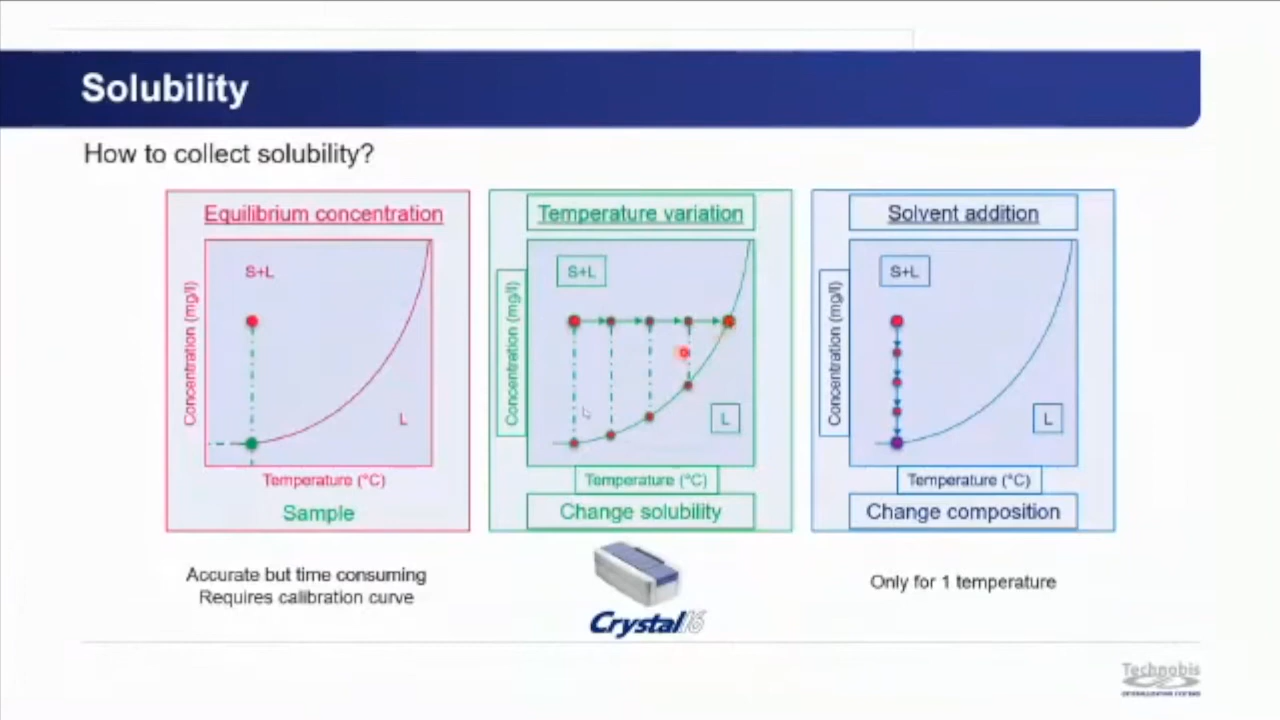 Solubility
How to collect solubility?
Equilibrium concentration
S+L
Concentration (mg/l)
L
Temperature (°C)
Sample
Accurate but time consuming
Requires calibration curve
Temperature variation
S+L
Concentration (mg/l)
L
Temperature (°C)
Change solubility
Crystal16
Solvent addition
S+L
Concentration (mg/l)
L
Temperature (°C)
Change composition
Only for 1 temperature
Technobis
CRYSTALLIZATION SYSTEMS